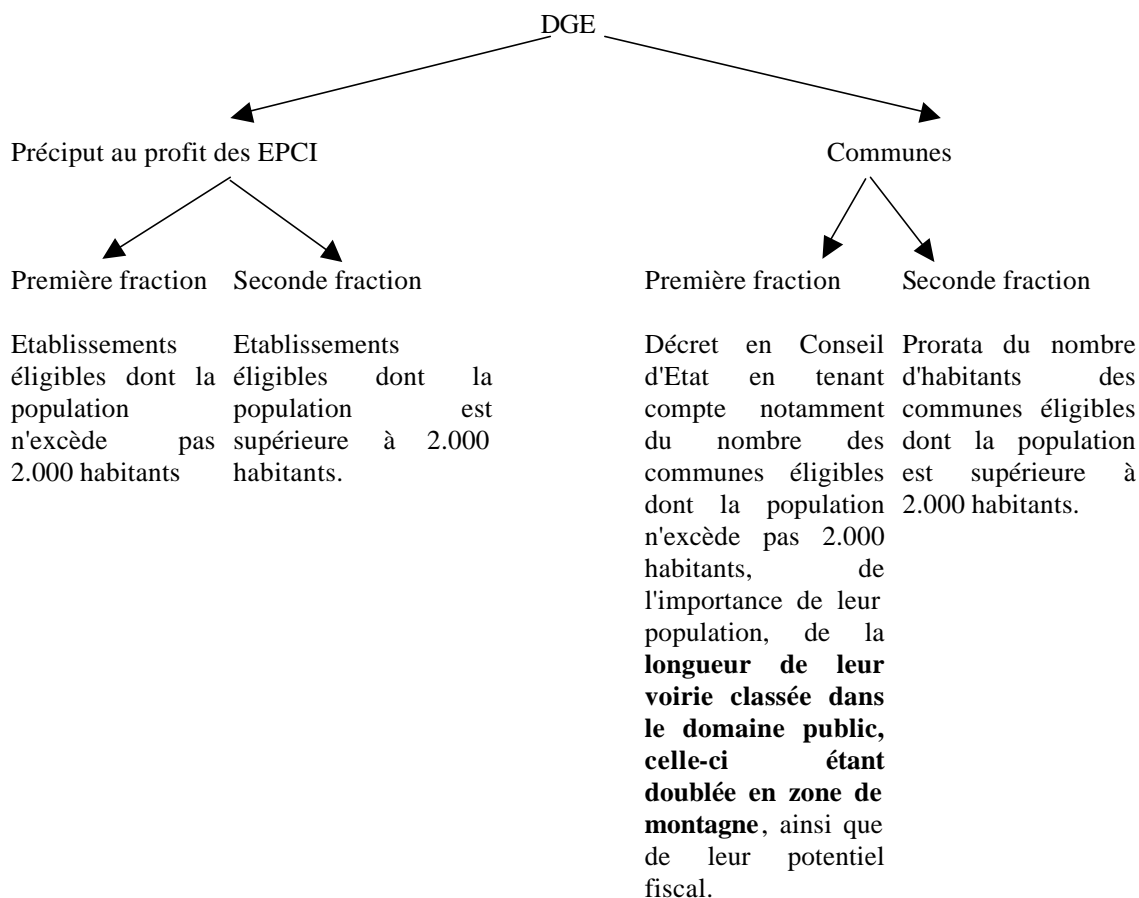 DGE
Préciput au profit des EPCI
Communes
Première fraction
Seconde fraction
Première fraction
Seconde fraction
Etablissements
éligibles dont la
population
n'excède pas
2.000 habitants
Etablissements
éligibles dont la
population est
supérieure à 2.000
habitants.
Décret en Conseil
d'Etat en tenant
compte notamment
du nombre des
communes éligibles
dont la population
n'excède pas 2.000
habitants, de
l'importance de leur
population, de la
longueur de leur
voirie classée dans
le domaine public,
celle-ci étant
doublée en zone de
montagne, ainsi que
de leur potentiel
fiscal.
Prorata du nombre
d'habitants des
communes éligibles
dont la population
est supérieure à
2.000 habitants.